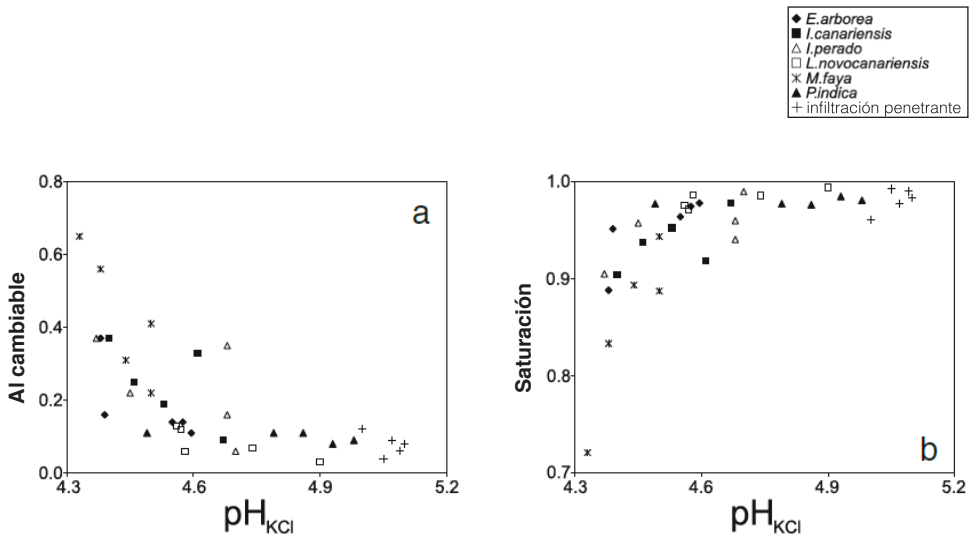 E.arborea
I.canariensis
I.perado
L.novocanariensis
M.faya
P.indica
infiltración penetrante
0.8
0.6
0.4
0.2
0.0
Al cambiable
a
4.3
4.6
4.9
5.2
pHKCl
1.0
0.9
0.8
0.7
Saturación
b
4.3
4.6
4.9
5.2
pHKCl